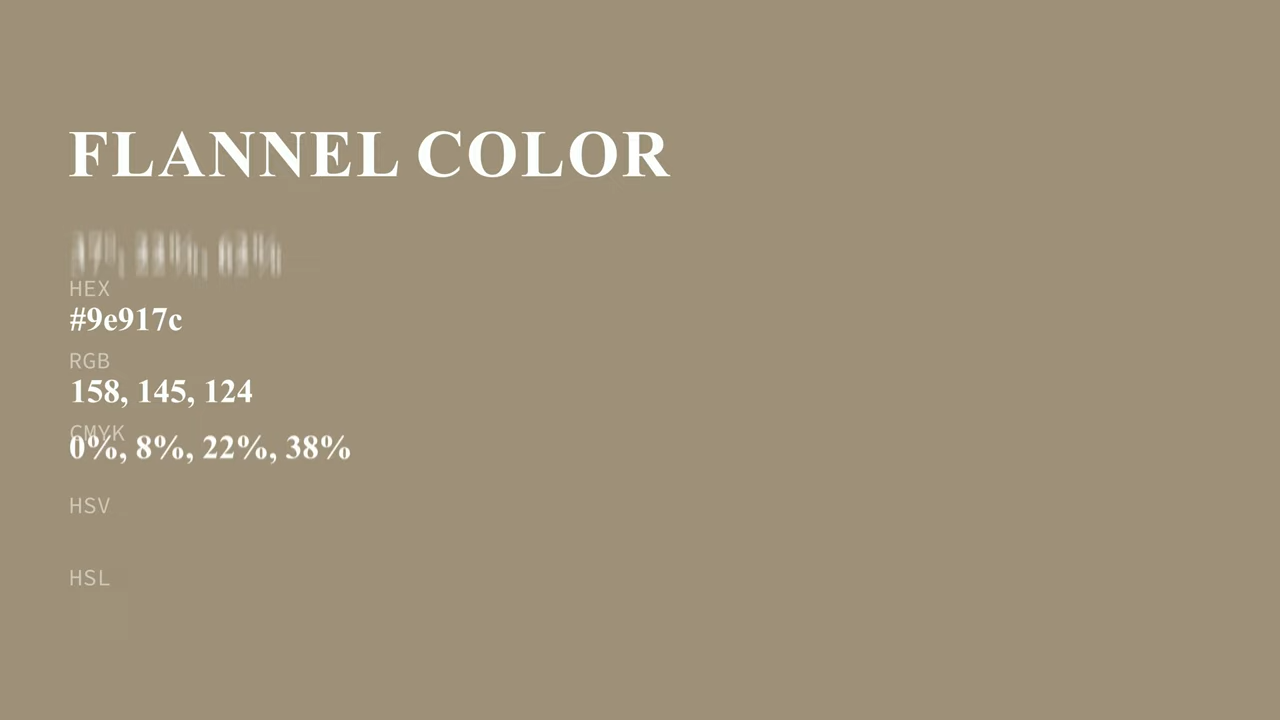 FLANNEL COLOR
HEX
#9e917c
RGB
158, 145, 124
CMYK
0%, 8%, 22%, 38%
HSV
HSL